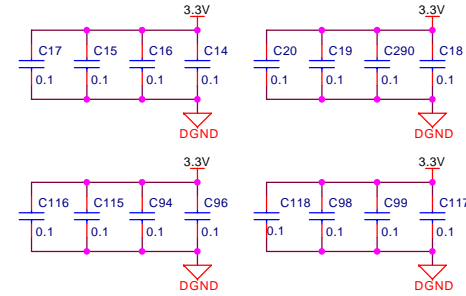 3.3V 3.3V
C17 C15 C16 C14 C20 C19 C290 C18
0.1 0.1 0.1 0.1 0.1 0.1 0.1 0.1
DGND DGND
3.3V 3.3V
C116 C115 C94 C96 C118 C98 C99 C117
0.1 0.1 0.1 0.1 0.1 0.1 0.1 0.1
DGND DGND